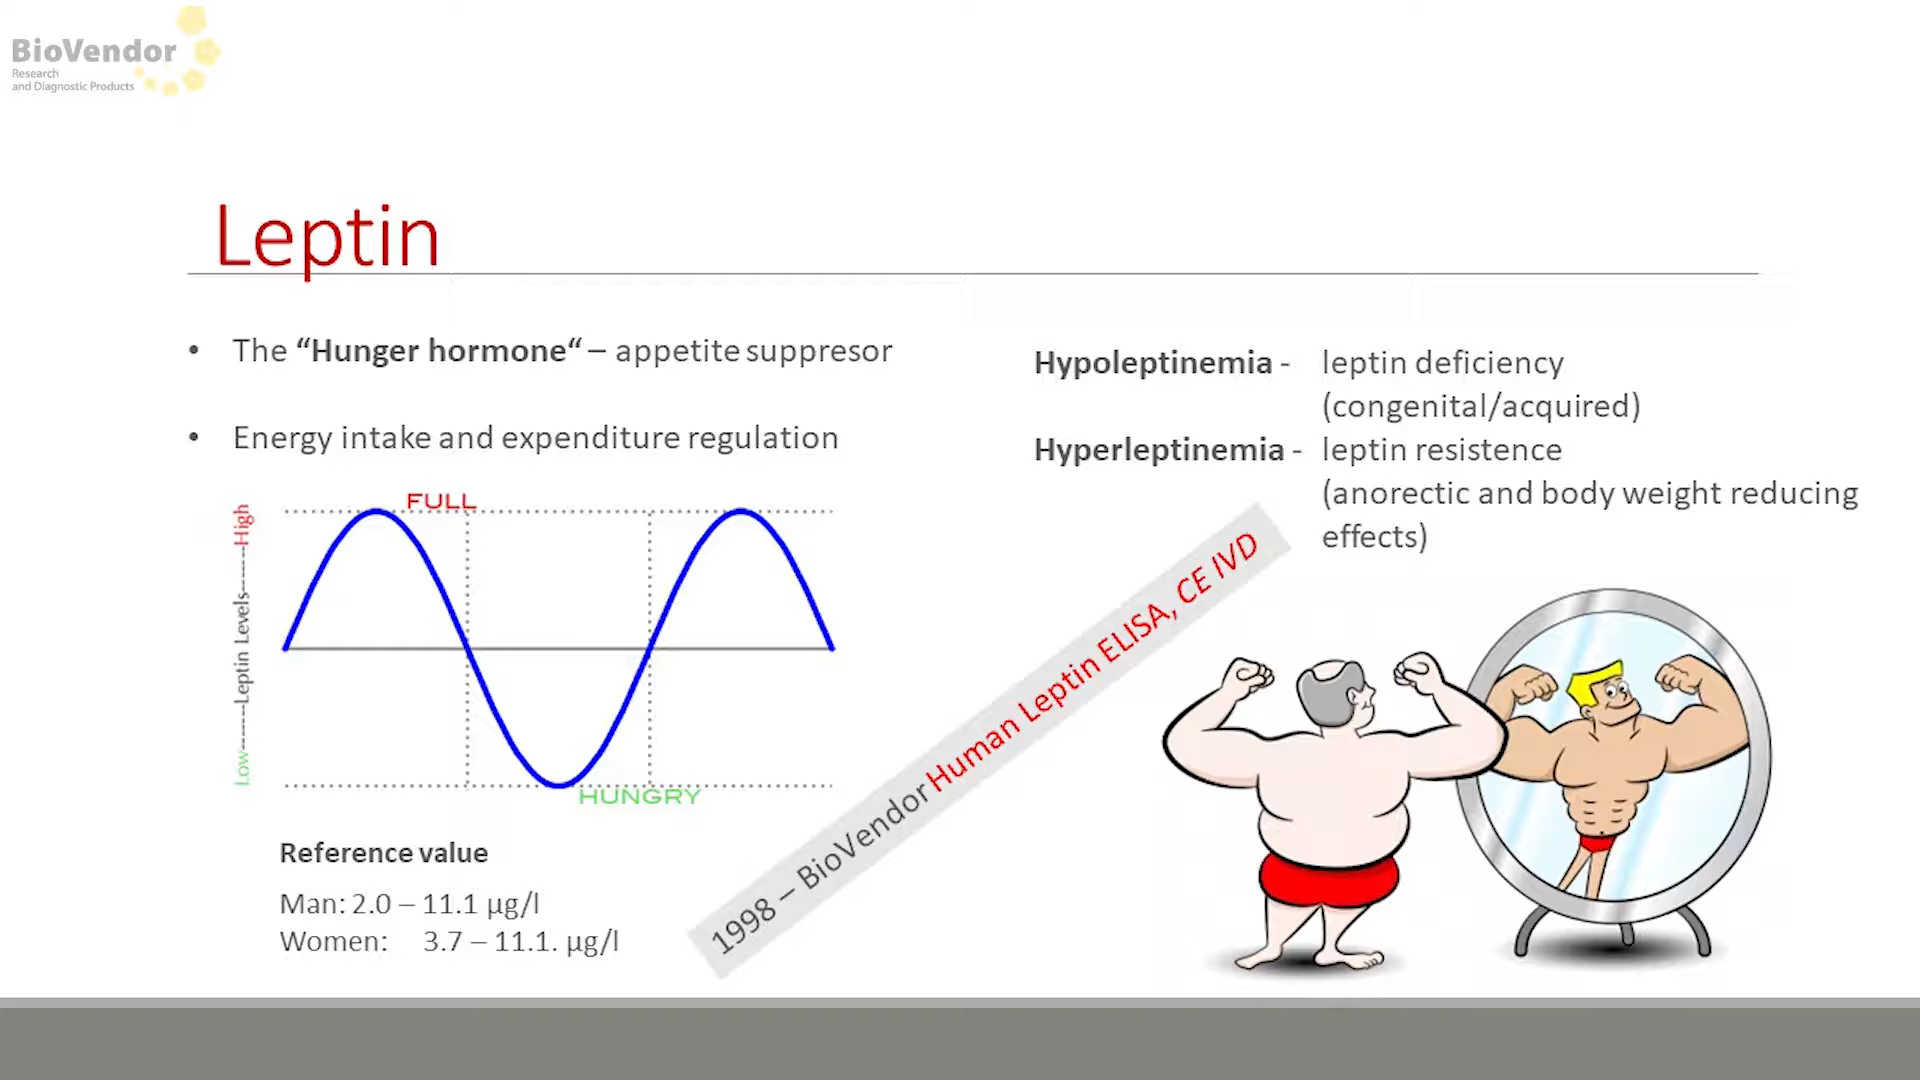 BioVendor
Research
and Diagnostic Products
Leptin
• The “Hunger hormone“ – appetite suppresor
• Energy intake and expenditure regulation
FULL
Low-------Leptin Levels------High
HUNGRY
Reference value
Man: 2.0 – 11.1 µg/l
Women: 3.7 – 11.1. µg/l
1998 – BioVendor Human Leptin ELISA, CE IVD
Hypoleptinemia - leptin deficiency
(congenital/acquired)
Hyperleptinemia - leptin resistence
(anorectic and body weight reducing
effects)